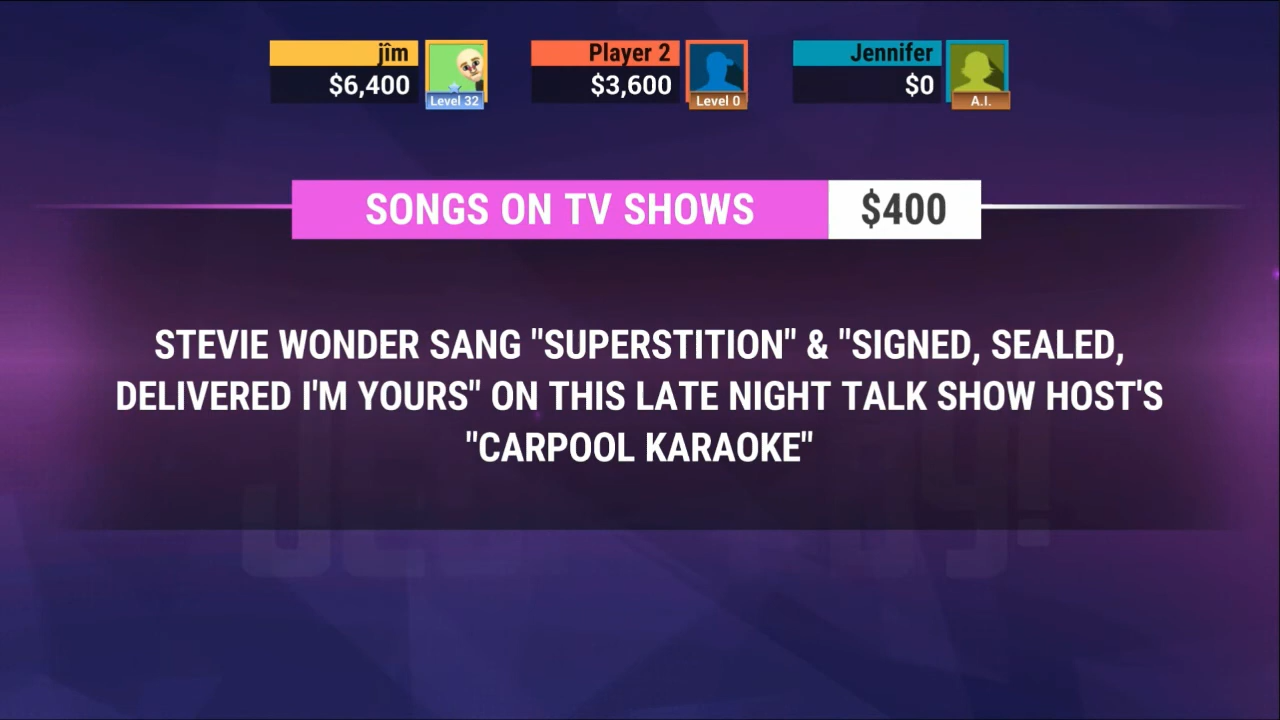 jîm
$6,400
Level 32
Player 2
$3,600
Level 0
Jennifer
$0
A.I.
SONGS ON TV SHOWS
$400
STEVIE WONDER SANG "SUPERSTITION" & "SIGNED, SEALED,
DELIVERED I'M YOURS" ON THIS LATE NIGHT TALK SHOW HOST'S
"CARPOOL KARAOKE"